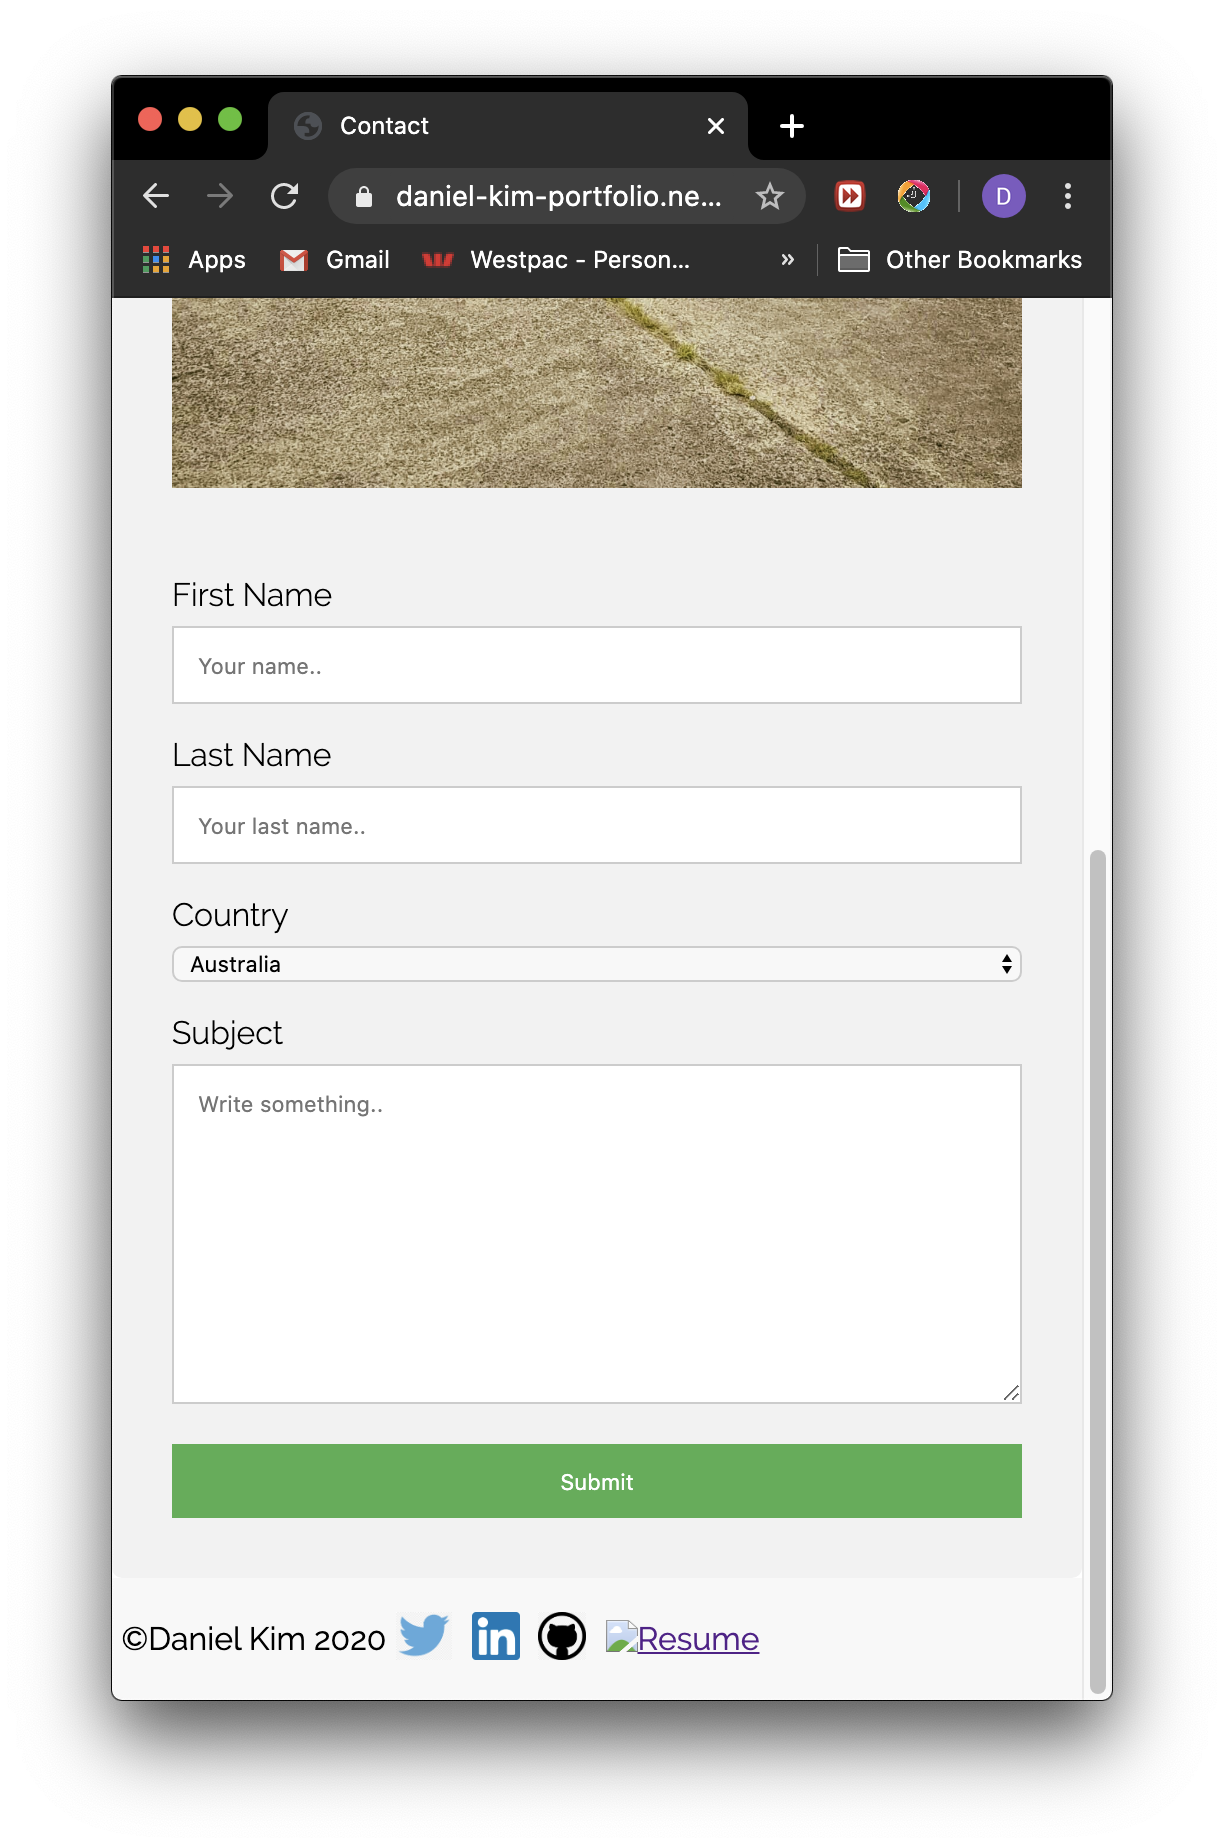 Contact
daniel-kim-portfolio.ne...
D
Apps
Gmail
Westpac - Person...
»
Other Bookmarks
First Name
Your name..
Last Name
Your last name..
Country
Australia
Subject
Write something..
Submit
©Daniel Kim 2020
in
Resume